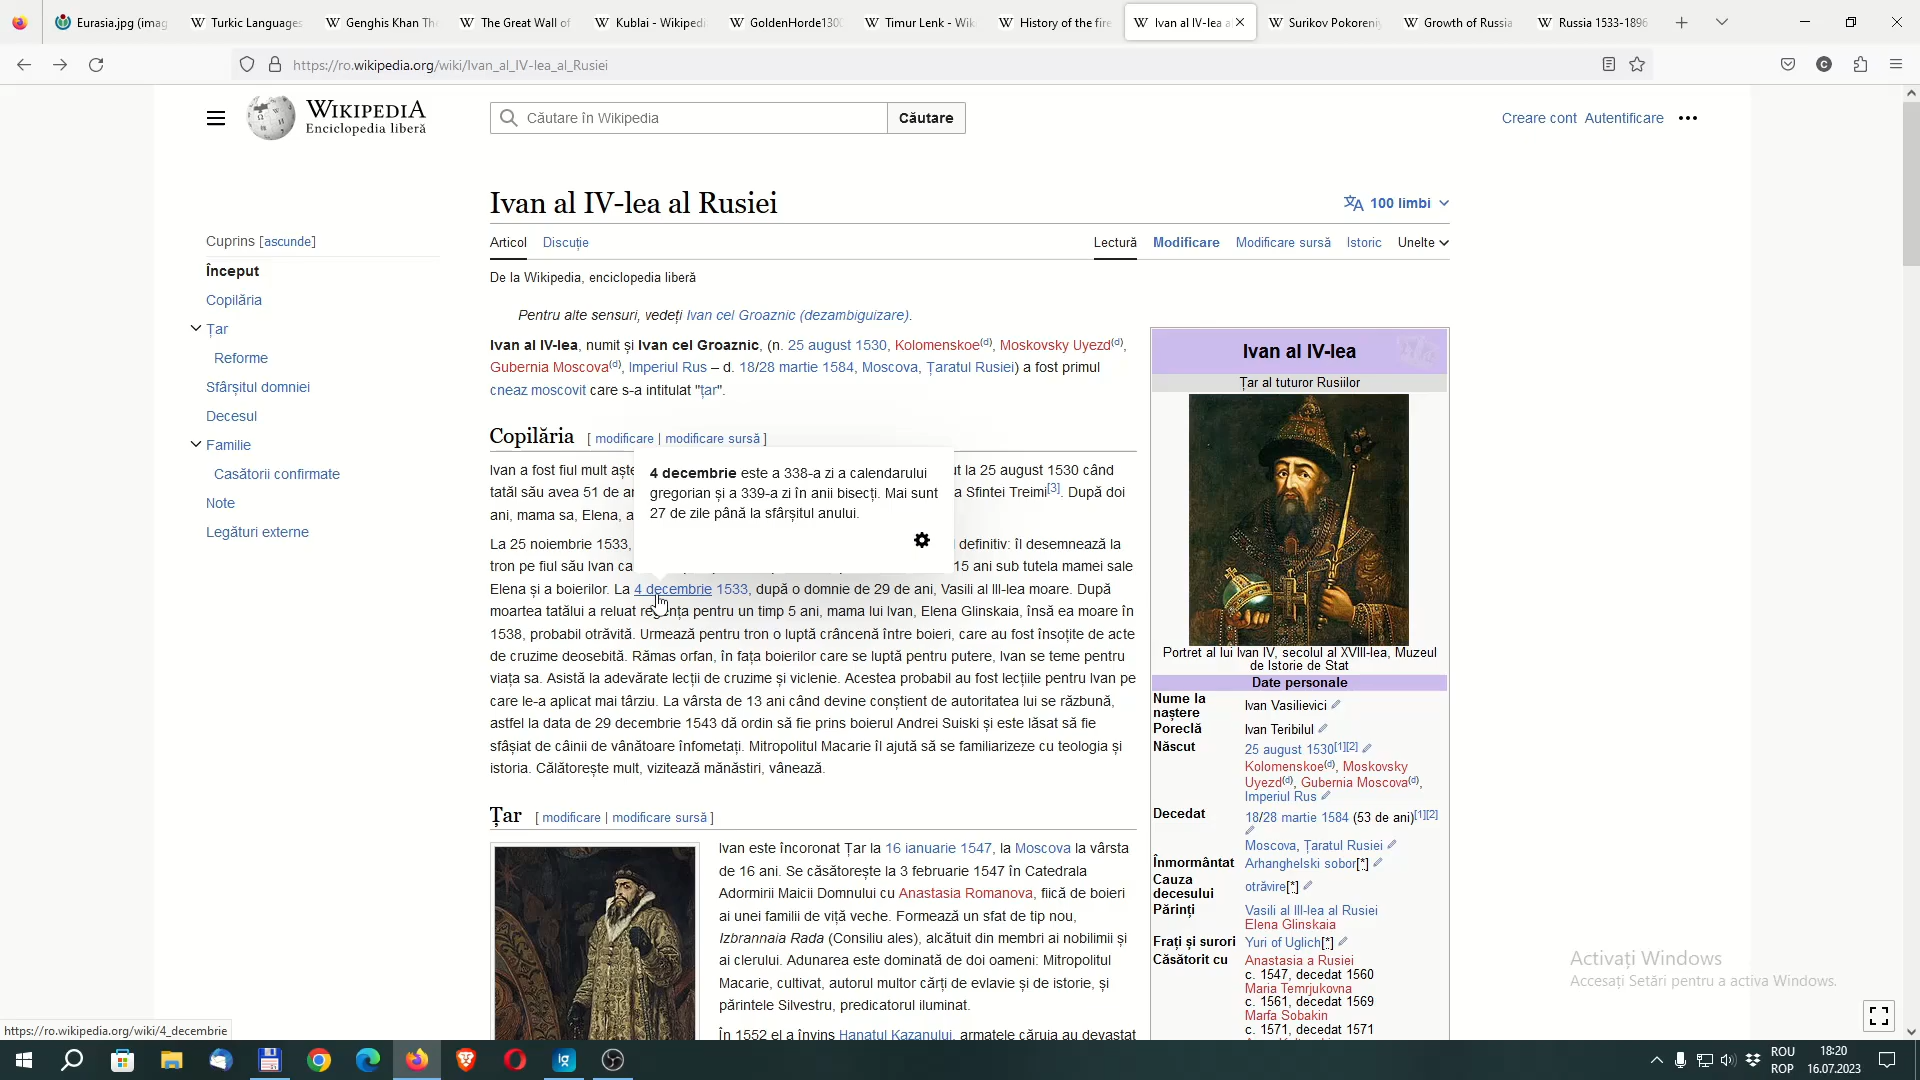 Eurasia.jpg (imag
Turkic Languages
Genghis Khan Th
The Great Wall of
Kublai - Wikiped
GoldenHorde130
Timur Lenk - Wik
History of the fire
Ivan al IV-lea a
Surikov Pokoreni
Growth of Russia
Russia 1533-1896
https://ro.wikipedia.org/wiki/Ivan_al_IV-lea_al_Rusiei
WIKIPEDIA
Enciclopedia liberă
Căutare în Wikipedia
Căutare
Creare cont Autentificare
Ivan al IV-lea al Rusiei
100 limbi
Cuprins [ascunde]
Început
Copilăria
Țar
Reforme
Sfârșitul domniei
Decesul
Familie
Casătorii confirmate
Note
Legături externe
Articol Discuție
Lectură Modificare Modificare sursă Istoric Unelte
De la Wikipedia, enciclopedia liberă
Pentru alte sensuri, vedeți Ivan cel Groaznic (dezambiguizare).
Ivan al IV-lea, numit și Ivan cel Groaznic, (n. 25 august 1530, Kolomenskoe(d), Moskovsky Uyezd(d),
Gubernia Moscova(d), Imperiul Rus – d. 18/28 martie 1584, Moscova, Țaratul Rusiei) a fost primul
cneaz moscovit care s-a intitulat "țar".
Copilăria [ modificare | modificare sursă ]
Ivan a fost fiul mult aște
ut la 25 august 1530 când
tatăl său avea 51 de an
a Sfintei Treimi[3]. După doi
ani, mama sa, Elena, a
4 decembrie este a 338-a zi a calendarului
gregorian și a 339-a zi în anii bisecți. Mai sunt
27 de zile până la sfârșitul anului.
La 25 noiembrie 1533,
l definitiv: îl desemnează la
tron pe fiul său Ivan ca
15 ani sub tutela mamei sale
Elena și a boierilor. La 4 decembrie 1533, după o domnie de 29 de ani, Vasili al III-lea moare. După
moartea tatălui a reluat regența pentru un timp 5 ani, mama lui Ivan, Elena Glinskaia, însă ea moare în
1538, probabil otrăvită. Urmează pentru tron o luptă crâncenă între boieri, care au fost însoțite de acte
de cruzime deosebită. Rămas orfan, în fața boierilor care se luptă pentru putere, Ivan se teme pentru
viața sa. Asistă la adevărate lecții de cruzime și viclenie. Acestea probabil au fost lecțiile pentru Ivan pe
care le-a aplicat mai târziu. La vârsta de 13 ani când devine conștient de autoritatea lui se răzbună,
astfel la data de 29 decembrie 1543 dă ordin să fie prins boierul Andrei Suiski și este lăsat să fie
sfâșiat de câinii de vânătoare înfometați. Mitropolitul Macarie îl ajută să se familiarizeze cu teologia și
istoria. Călătorește mult, vizitează mănăstiri, vânează.
Țar [ modificare | modificare sursă ]
Ivan este încoronat Țar la 16 ianuarie 1547, la Moscova la vârsta
de 16 ani. Se căsătorește la 3 februarie 1547 în Catedrala
Adormirii Maicii Domnului cu Anastasia Romanova, fiică de boieri
ai unei familii de viță veche. Formează un sfat de tip nou,
Izbrannaia Rada (Consiliu ales), alcătuit din membri ai nobilimii și
ai clerului. Adunarea este dominată de doi oameni: Mitropolitul
Macarie, cultivat, autorul multor cărți de evlavie și de istorie, și
părintele Silvestru, predicatorul iluminat.
În 1552 el a învins Hanatul Kazanului, armatele căruia au devastat
Ivan al IV-lea
Țar al tuturor Rusiilor
Portret al lui Ivan IV, secolul al XVIII-lea, Muzeul
de Istorie de Stat
Date personale
Nume la naștere Ivan Vasilievici
Poreclă Ivan Teribilul
Născut 25 august 1530[1][2]
Kolomenskoe(d), Moskovsky
Uyezd(d), Gubernia Moscova(d),
Imperiul Rus
Decedat 18/28 martie 1584 (53 de ani)[1][2]
Moscova, Țaratul Rusiei
Înmormântat Arhanghelski sobor[*]
Cauza decesului otrăvire[*]
Părinți Vasili al III-lea al Rusiei
Elena Glinskaia
Frați și surori Yuri of Uglich[*]
Căsătorit cu Anastasia a Rusiei
c. 1547, decedat 1560
Maria Temrjukovna
c. 1561, decedat 1569
Marfa Sobakin
c. 1571, decedat 1571
Activați Windows
Accesați Setări pentru a activa Windows.
https://ro.wikipedia.org/wiki/4_decembrie
ROU
ROP
18:20
16.07.2023